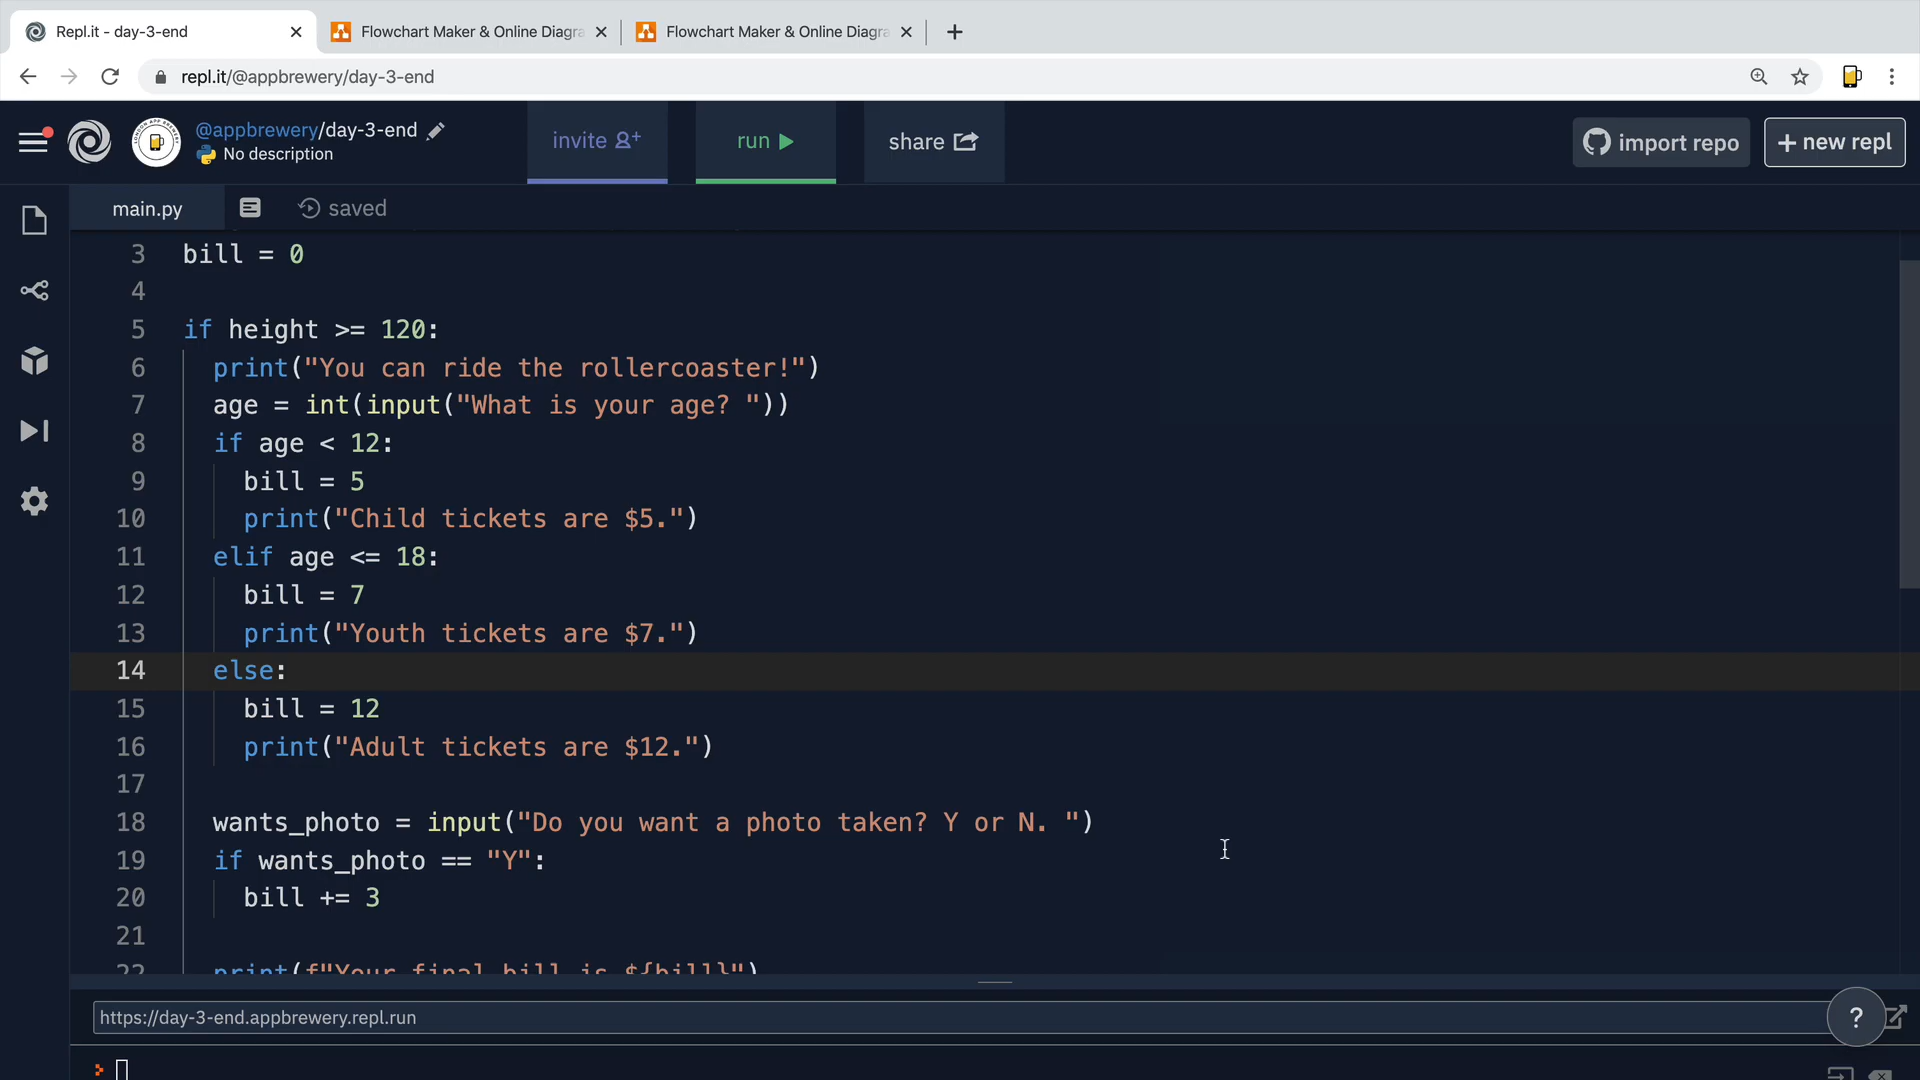 Repl.it - day-3-end
Flowchart Maker & Online Diagra
Flowchart Maker & Online Diagra
repl.it/@appbrewery/day-3-end
@appbrewery/day-3-end
No description
invite
run
share
import repo
+ new repl
main.py
saved
3 bill = 0
4
5 if height >= 120:
6 print("You can ride the rollercoaster!")
7 age = int(input("What is your age? "))
8 if age < 12:
9 bill = 5
10 print("Child tickets are $5.")
11 elif age <= 18:
12 bill = 7
13 print("Youth tickets are $7.")
14 else:
15 bill = 12
16 print("Adult tickets are $12.")
17
18 wants_photo = input("Do you want a photo taken? Y or N. ")
19 if wants_photo == "Y":
20 bill += 3
21
22 print(f"Your final bill is ${bill}")
https://day-3-end.appbrewery.repl.run
?